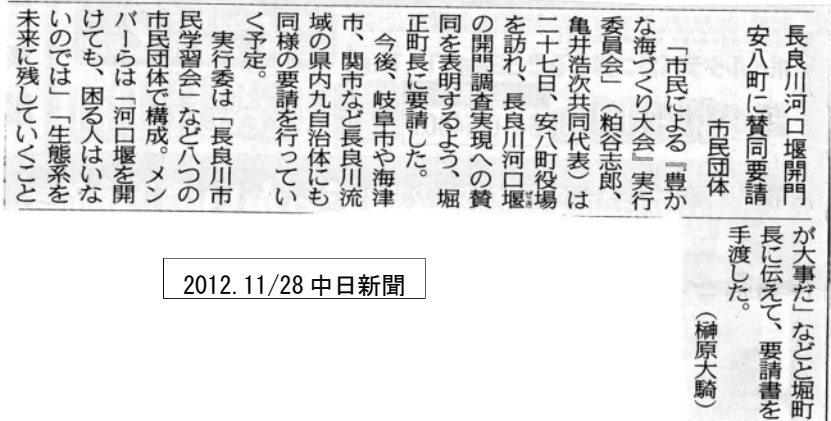 長良川河口堰開門
安八町に賛同要請
市民団体
「市民による『豊か
な海づくり大会』実行
委員会」（粕谷志郎、
亀井浩次共同代表）は
二十七日、安八町役場
を訪れ、長良川河口堰
ぜき
の開門調査実現への賛
同を表明するよう、堀
正町長に要請した。
今後、岐阜市や海津
市、関市など長良川流
域の県内九自治体にも
同様の要請を行ってい
く予定。
実行委は「長良川市
民学習会」など八つの
市民団体で構成。メン
バーらは「河口堰を開
けても、困る人はいな
いのでは」「生態系を
未来に残していくこと
が大事だ」などと堀町
長に伝えて、要請書を
手渡した。
（榊原大騎）
2012.11/28 中日新聞